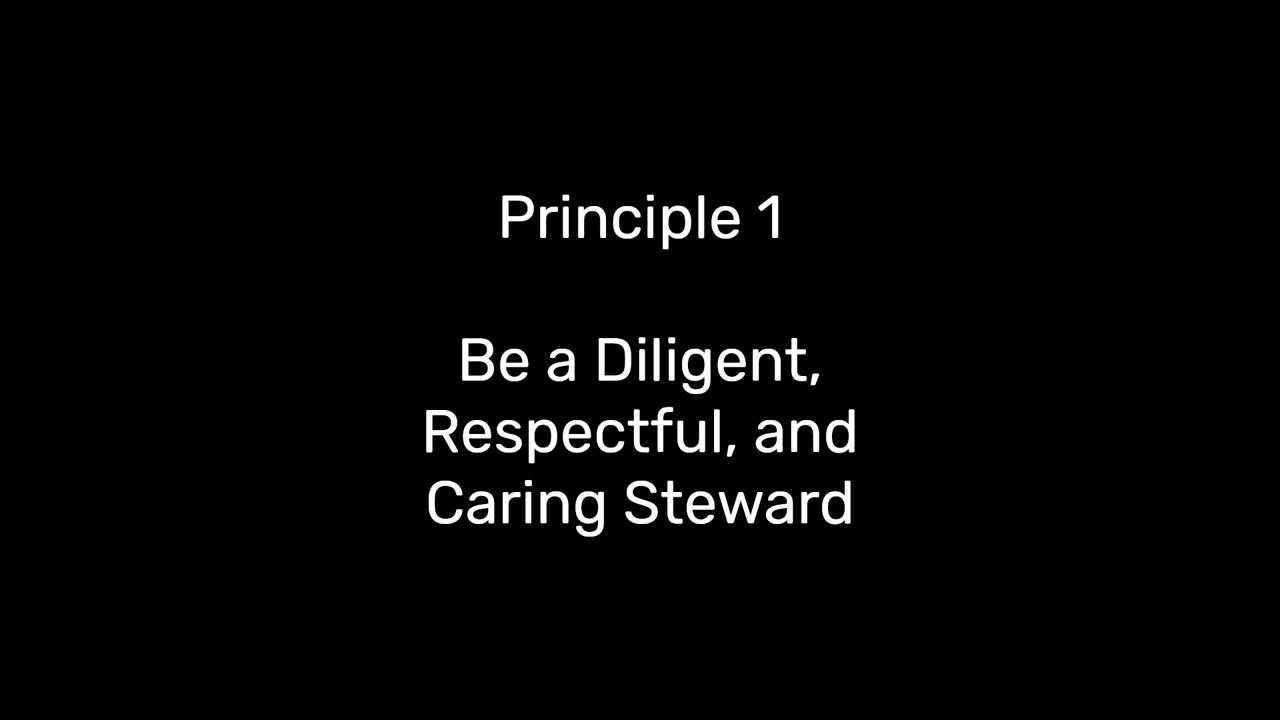 Principle 1
Be a Diligent,
Respectful, and
Caring Steward